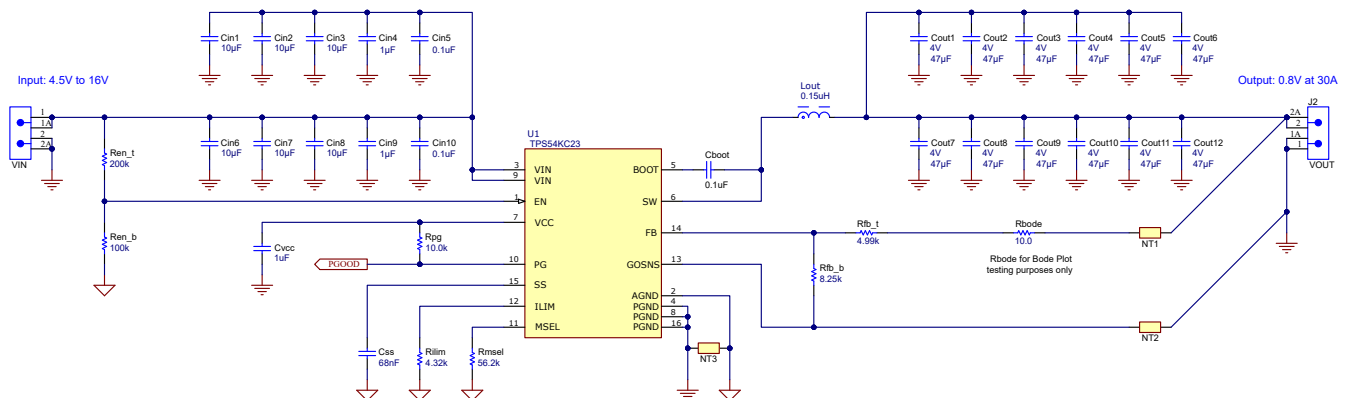 Input: 4.5V to 16V
VIN
1
1A
2
2A
Ren_t
200k
Ren_b
100k
Cin1
10µF
Cin2
10µF
Cin3
10µF
Cin4
1µF
Cin5
0.1uF
Cin6
10µF
Cin7
10µF
Cin8
10µF
Cin9
1µF
Cin10
0.1uF
Cvcc
1uF
Rpg
10.0k
PGOOD
Css
68nF
Rilim
4.32k
Rmsel
56.2k
U1
TPS54KC23
3
VIN
9
VIN
1
EN
7
VCC
10
PG
15
SS
12
ILIM
11
MSEL
BOOT
5
SW
6
FB
14
GOSNS
13
AGND
2
PGND
4
PGND
8
PGND
16
NT3
Cboot
0.1uF
Lout
0.15uH
Cout1
4V
47µF
Cout2
4V
47µF
Cout3
4V
47µF
Cout4
4V
47µF
Cout5
4V
47µF
Cout6
4V
47µF
Cout7
4V
47µF
Cout8
4V
47µF
Cout9
4V
47µF
Cout10
4V
47µF
Cout11
4V
47µF
Cout12
4V
47µF
Rfb_t
4.99k
Rbode
10.0
Rbode for Bode Plot
testing purposes only
Rfb_b
8.25k
NT1
NT2
Output: 0.8V at 30A
J2
2A
2
1A
1
VOUT